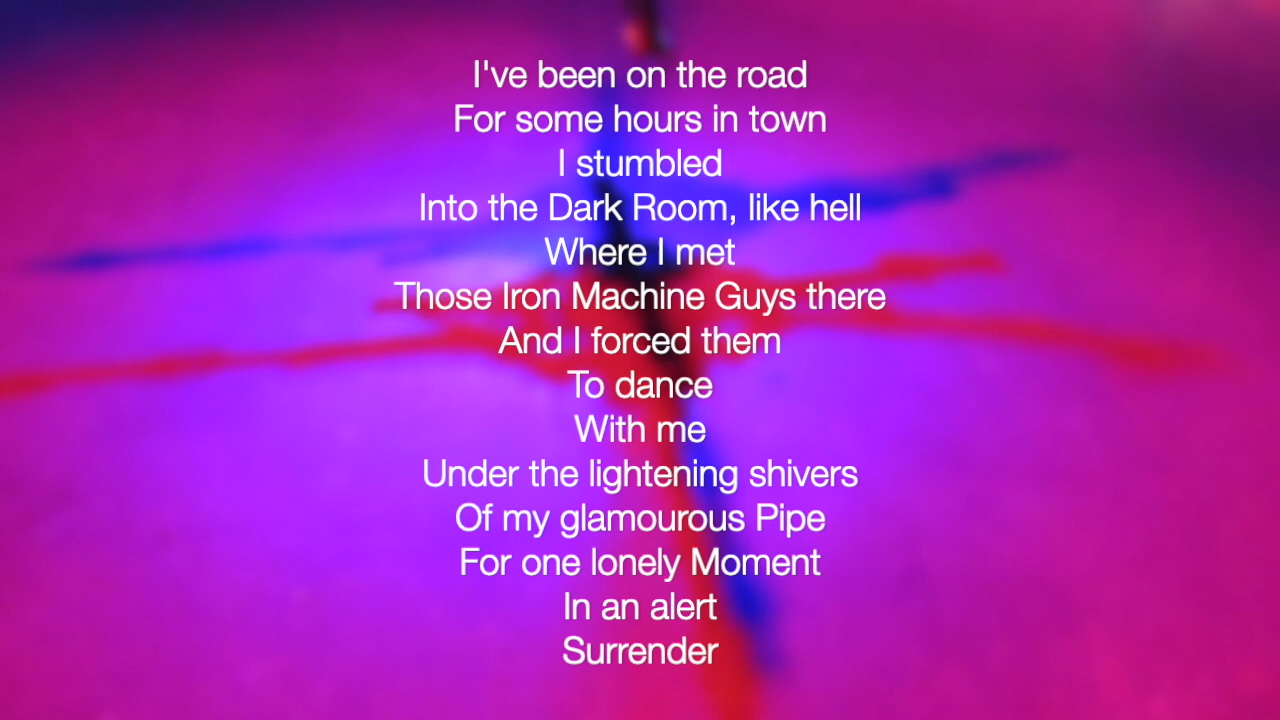 I've been on the road
For some hours in town
I stumbled
Into the Dark Room, like hell
Where I met
Those Iron Machine Guys there
And I forced them
To dance
With me
Under the lightening shivers
Of my glamourous Pipe
For one lonely Moment
In an alert
Surrender